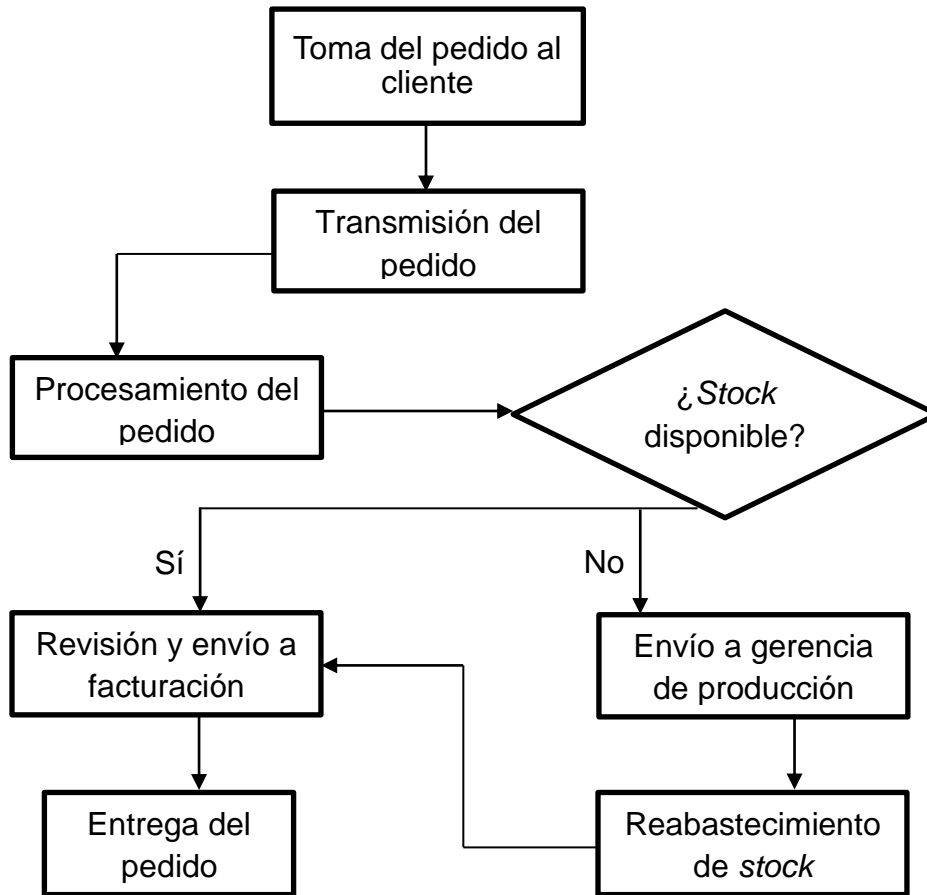 Toma del pedido al
cliente
Transmisión del
pedido
Procesamiento del
pedido
¿Stock
disponible?
Sí
No
Revisión y envío a
facturación
Envío a gerencia
de producción
Entrega del
pedido
Reabastecimiento
de stock